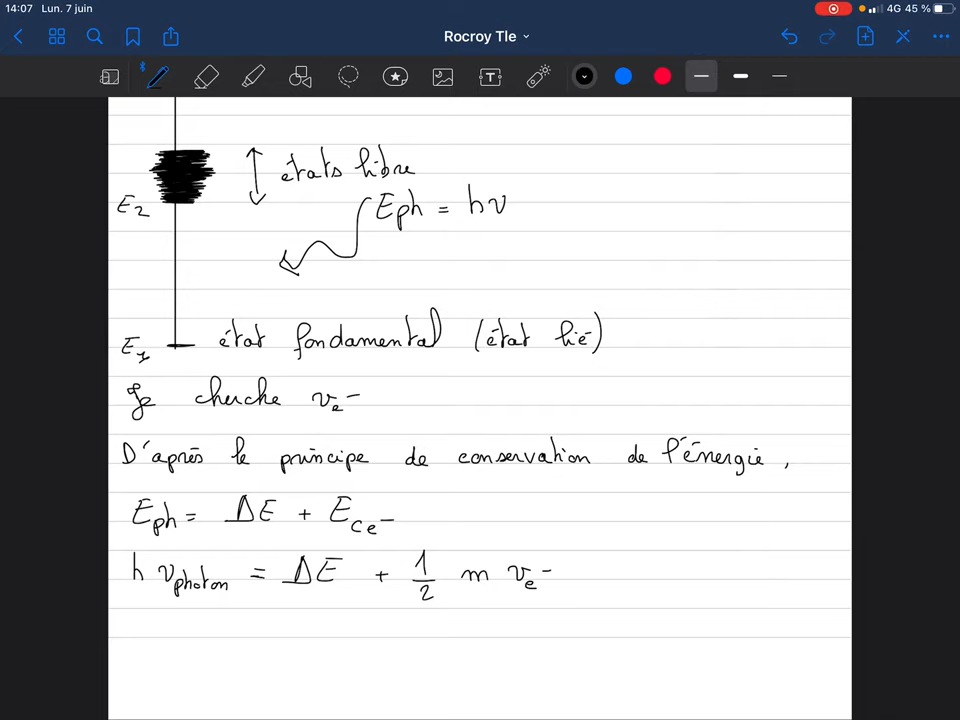 14:07 Lun. 7 juin
4G 45 %
Rocroy Tle
états libre
E2
Eph = hν
E1 état fondamental (état lié)
Je cherche ve-
D'après le principe de conservation de l'énergie,
Eph = ΔE + Ece-
h νphoton = ΔE + 1/2 m ve-